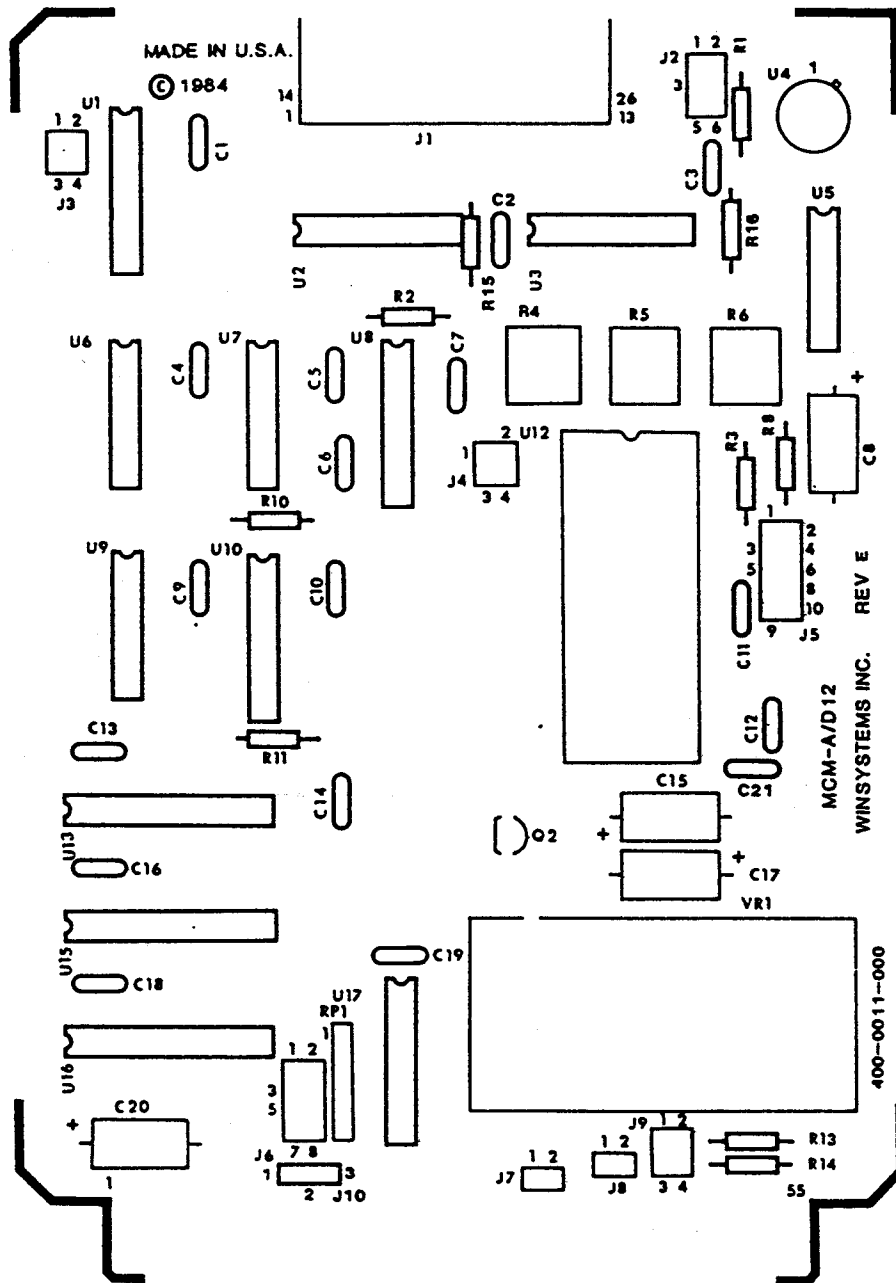 MADE IN U.S.A.
© 1984
14
1
26
13
J1
1 2
J2
3
5 6
R1
U4
1
U1
1 2
3 4
J3
C1
C3
U5
U2
R15
C2
U3
R16
R2
U6
C4
U7
C5
U8
C7
R4
R5
R6
+
C8
C6
2
1
J4
3 4
U12
R3
R8
R10
1
2
3
4
5
6
8
10
9
J5
U9
C9
U10
C10
C11
C13
R11
C12
C21
C14
MCM-A/D12
WINSYSTEMS INC. REV E
U13
C16
C15
+
Q2
+
C17
VR1
U15
C18
C19
U17
RP1
1
1 2
3
5
7 8
J6
U16
400-0011-000
+
C20
1
1
3
2
J10
1 2
J7
1 2
J8
J9
1 2
3 4
R13
R14
55